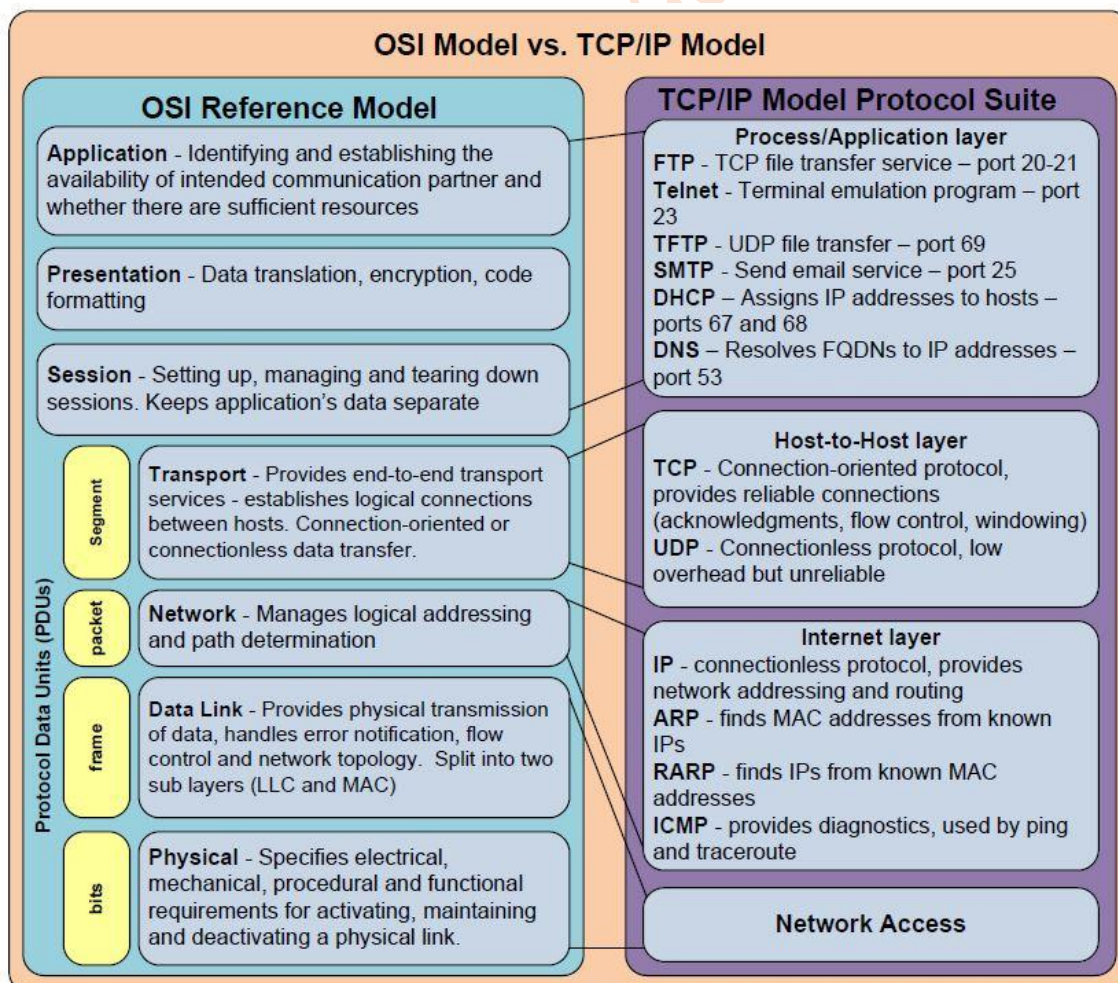 OSI Model vs. TCP/IP Model
OSI Reference Model
Application - Identifying and establishing the
availability of intended communication partner and
whether there are sufficient resources
Presentation - Data translation, encryption, code
formatting
Session - Setting up, managing and tearing down
sessions. Keeps application's data separate
Protocol Data Units (PDUs)
Segment
Transport - Provides end-to-end transport
services - establishes logical connections
between hosts. Connection-oriented or
connectionless data transfer.
packet
Network - Manages logical addressing
and path determination
frame
Data Link - Provides physical transmission
of data, handles error notification, flow
control and network topology. Split into two
sub layers (LLC and MAC)
bits
Physical - Specifies electrical,
mechanical, procedural and functional
requirements for activating, maintaining
and deactivating a physical link.
TCP/IP Model Protocol Suite
Process/Application layer
FTP - TCP file transfer service – port 20-21
Telnet - Terminal emulation program – port
23
TFTP - UDP file transfer – port 69
SMTP - Send email service – port 25
DHCP – Assigns IP addresses to hosts –
ports 67 and 68
DNS – Resolves FQDNs to IP addresses –
port 53
Host-to-Host layer
TCP - Connection-oriented protocol,
provides reliable connections
(acknowledgments, flow control, windowing)
UDP - Connectionless protocol, low
overhead but unreliable
Internet layer
IP - connectionless protocol, provides
network addressing and routing
ARP - finds MAC addresses from known
IPs
RARP - finds IPs from known MAC
addresses
ICMP - provides diagnostics, used by ping
and traceroute
Network Access